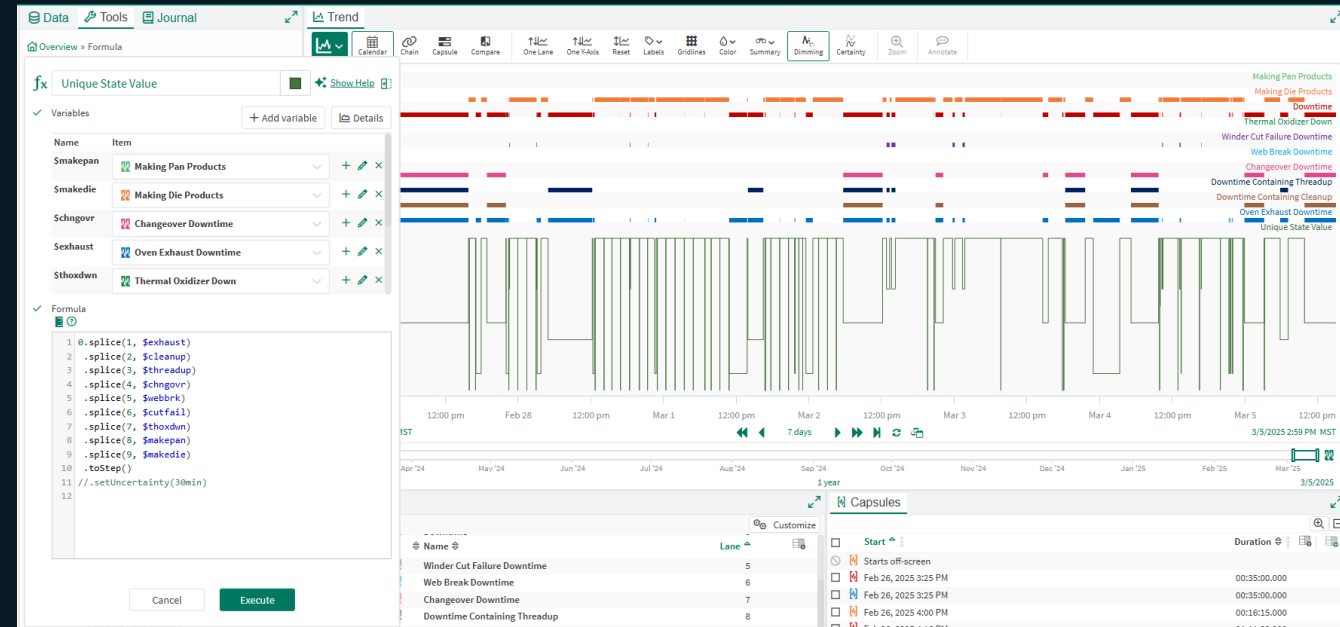 Data Tools Journal
Trend
Overview » Formula
Calendar Chain Capsule Compare One Lane One Y-Axis Reset Labels Gridlines Color Summary Dimming Certainty Zoom Annotate
fx Unique State Value Show Help
Variables + Add variable Details
Name Item
$makepan Making Pan Products
$makedie Making Die Products
$chngovr Changeover Downtime
$exhaust Oven Exhaust Downtime
$thoxdwn Thermal Oxidizer Down
Formula
1 0.splice(1, $exhaust)
2 .splice(2, $cleanup)
3 .splice(3, $threadup)
4 .splice(4, $chngovr)
5 .splice(5, $webbrk)
6 .splice(6, $cutfail)
7 .splice(7, $thoxdwn)
8 .splice(8, $makepan)
9 .splice(9, $makedie)
10 .toStep()
11 //.setUncertainty(30min)
12
Cancel Execute
Making Pan Products
Making Die Products
Downtime
Thermal Oxidizer Down
Winder Cut Failure Downtime
Web Break Downtime
Changeover Downtime
Downtime Containing Threadup
Downtime Containing Cleanup
Oven Exhaust Downtime
Unique State Value
12:00 pm Feb 28 12:00 pm Mar 1 12:00 pm Mar 2 12:00 pm Mar 3 12:00 pm Mar 4 12:00 pm Mar 5 12:00 pm
7 days 3/5/2025 2:59 PM MST
Apr '24 May '24 Jun '24 Jul '24 Aug '24 Sep '24 Oct '24 Nov '24 Dec '24 Jan '25 Feb '25 Mar '25
1 year 3/5/2025
Customize
Name Lane
Winder Cut Failure Downtime 5
Web Break Downtime 6
Changeover Downtime 7
Downtime Containing Threadup 8
Capsules
Start Duration
Starts off-screen
Feb 26, 2025 3:25 PM 00:35:00.000
Feb 26, 2025 3:25 PM 00:35:00.000
Feb 26, 2025 4:00 PM 00:16:15.000